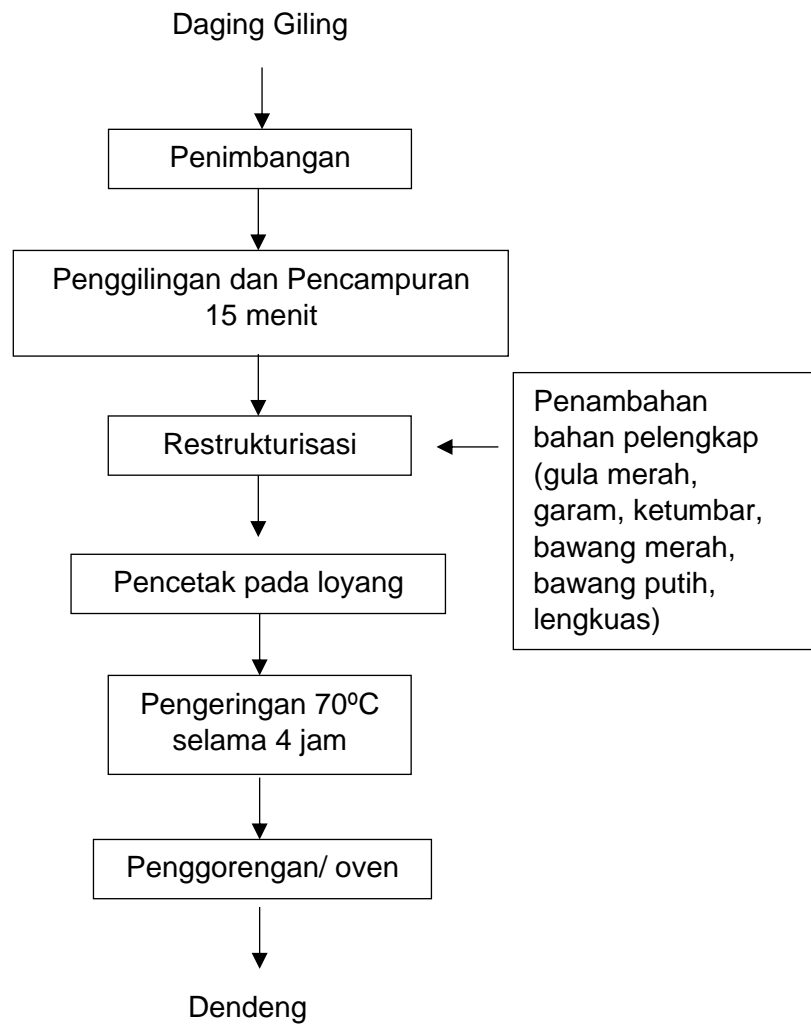 Daging Giling
Penimbangan
Penggilingan dan Pencampuran
15 menit
Restrukturisasi
Penambahan
bahan pelengkap
(gula merah,
garam, ketumbar,
bawang merah,
bawang putih,
lengkuas)
Pencetak pada loyang
Pengeringan 70ºC
selama 4 jam
Penggorengan/ oven
Dendeng